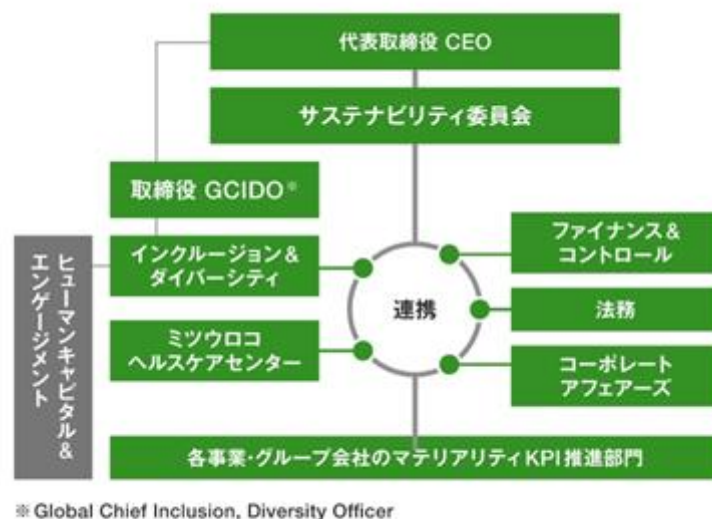 代表取締役 CEO
サステナビリティ委員会
取締役 GCIDO※
ヒューマンキャピタル&
エンゲージメント
インクルージョン&
ダイバーシティ
ミツウロコ
ヘルスケアセンター
連携
ファイナンス&
コントロール
法務
コーポレート
アフェアーズ
各事業・グループ会社のマテリアリティKPI推進部門
※ Global Chief Inclusion, Diversity Officer